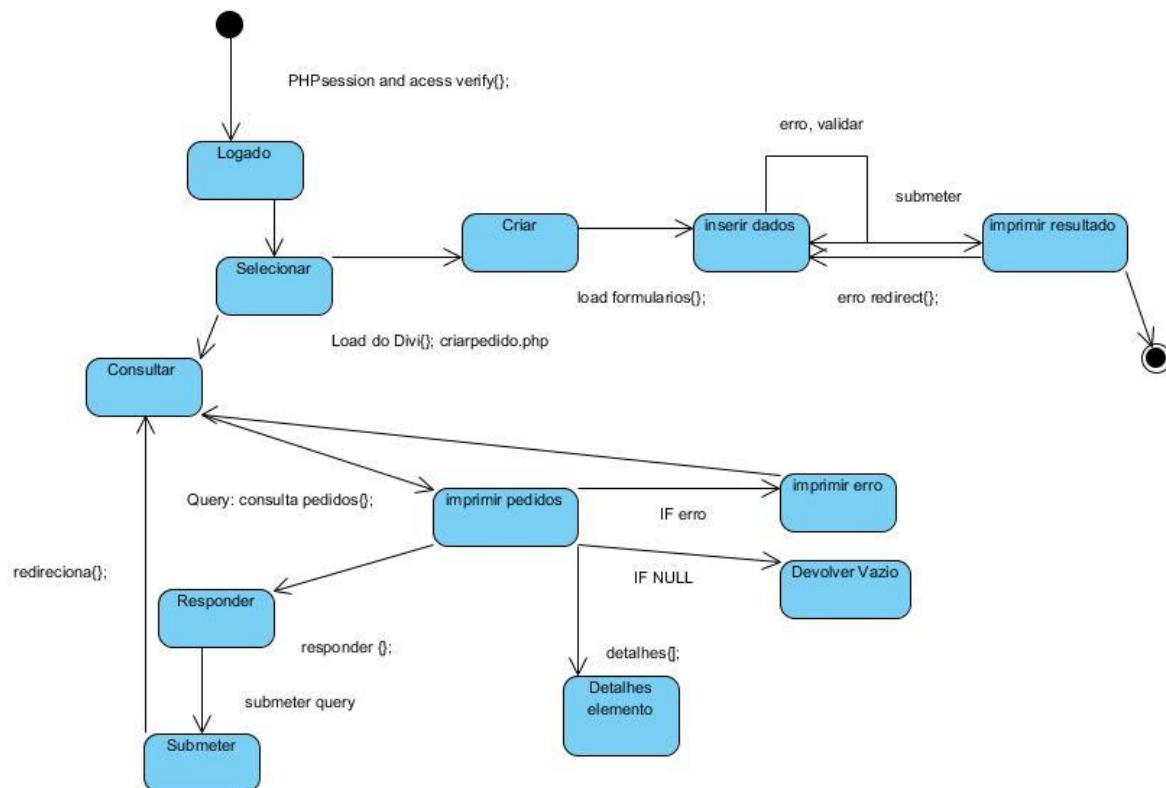 PHPsession and acess verify{};
erro, validar
Logado
submeter
Criar
inserir dados
imprimir resultado
Selecionar
load formularios{};
erro redirect{};
Load do Divi{}; criarpedido.php
Consultar
Query: consulta pedidos{};
imprimir pedidos
imprimir erro
IF erro
redireciona{};
IF NULL
Devolver Vazio
Responder
responder {};
detalhes{];
submeter query
Detalhes
elemento
Submeter